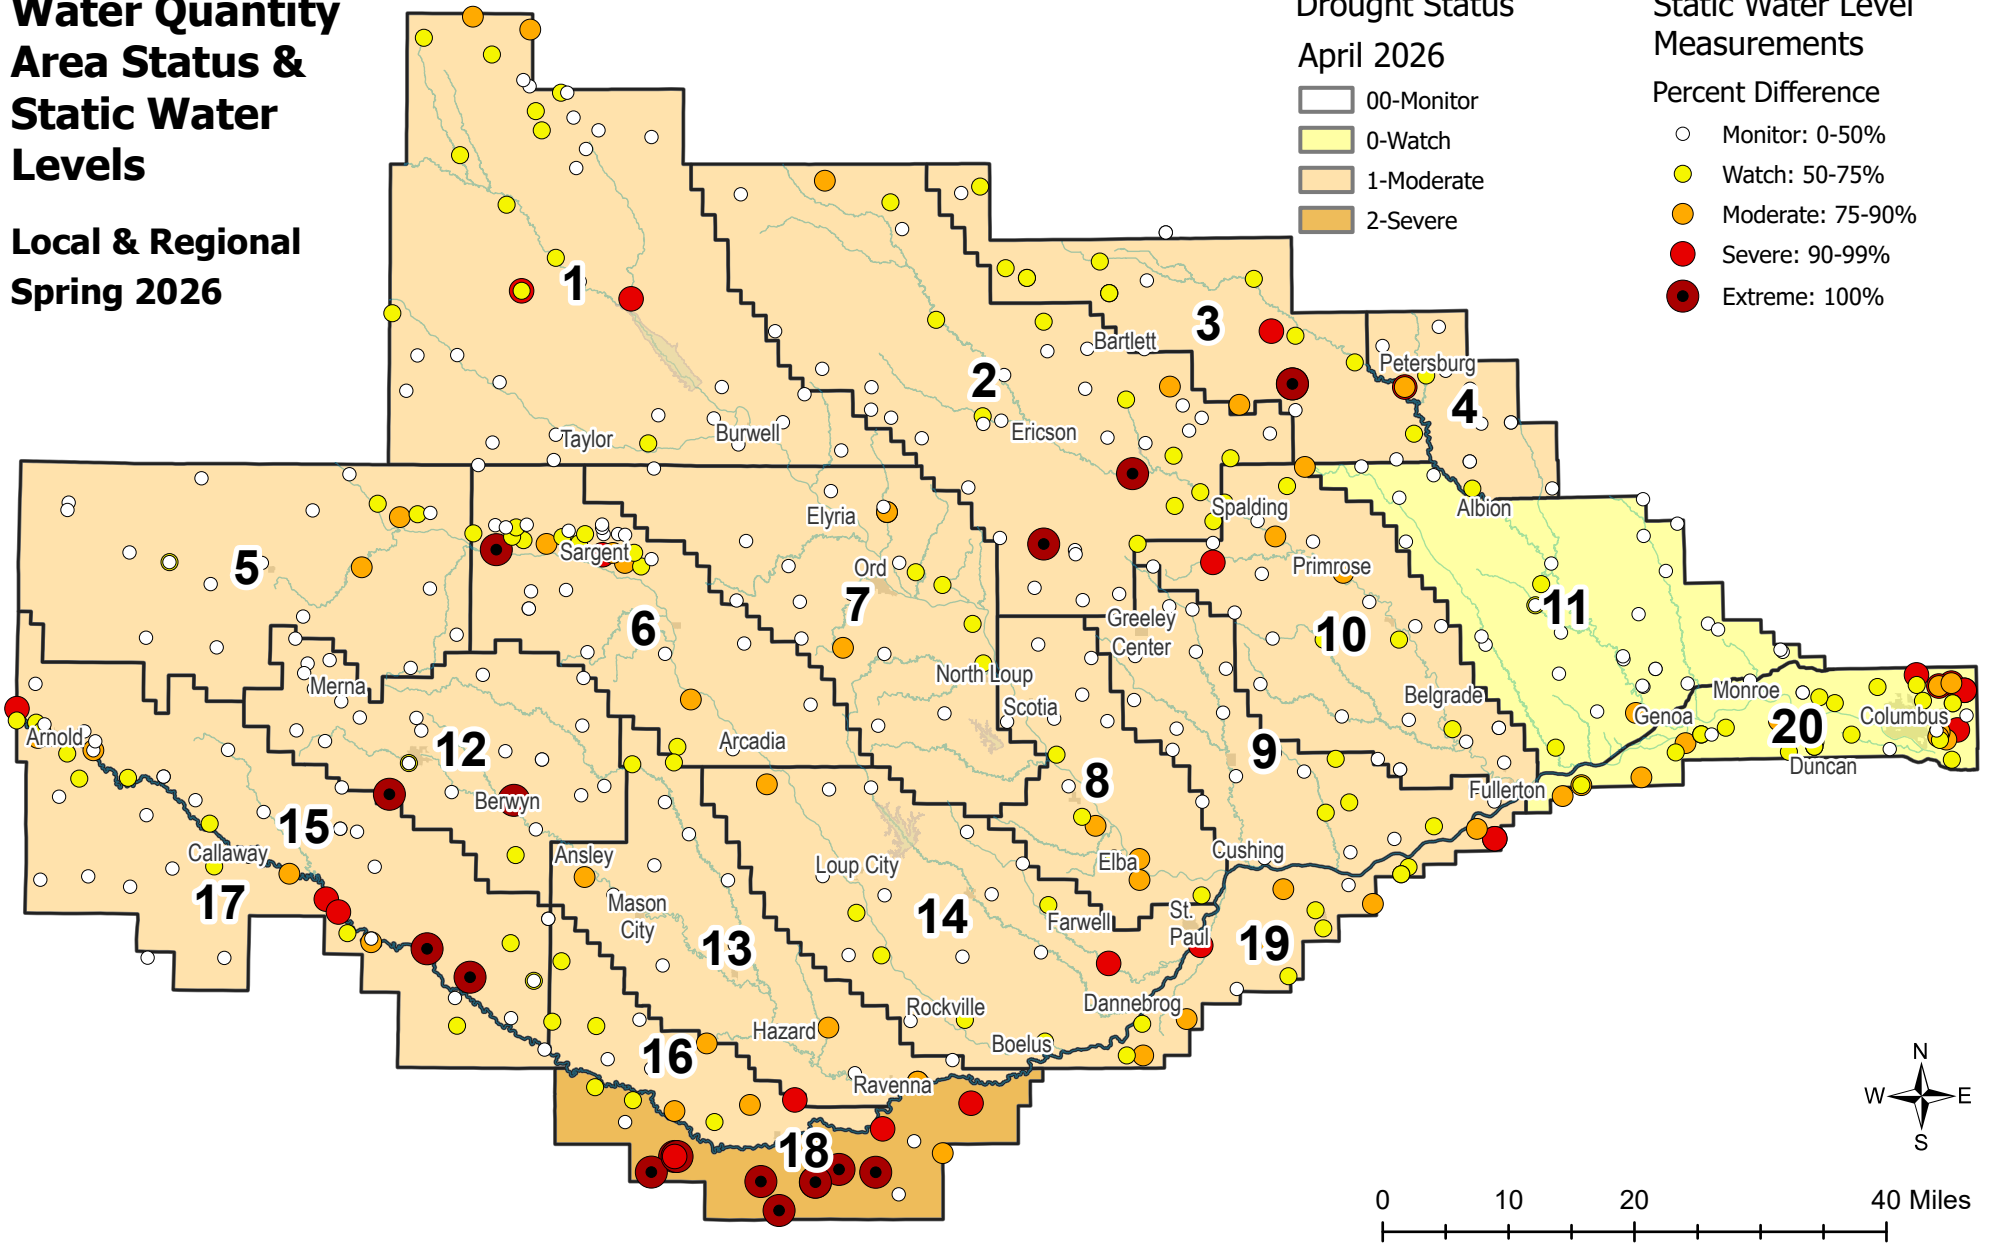 Water Quantity
Area Status &
Static Water
Levels
Local & Regional
Spring 2026
Drought Status
April 2026
00-Monitor
0-Watch
1-Moderate
2-Severe
Static Water Level
Measurements
Percent Difference
Monitor: 0-50%
Watch: 50-75%
Moderate: 75-90%
Severe: 90-99%
Extreme: 100%
1
2
3
Bartlett
Petersburg
4
Taylor
Burwell
Ericson
Albion
Elyria
Spalding
Sargent
5
Ord
Primrose
7
11
6
Greeley
Center
10
Merna
North Loup
Belgrade
Monroe
Scotia
Genoa
Columbus
Arnold
12
Arcadia
9
20
Duncan
8
Berwyn
Fullerton
15
Callaway
Ansley
Loup City
Elba
Cushing
17
Mason
City
14
Farwell
St.
Paul
13
19
Rockville
Dannebrog
Hazard
16
Boelus
Ravenna
18
N
W
E
S
0
10
20
40 Miles